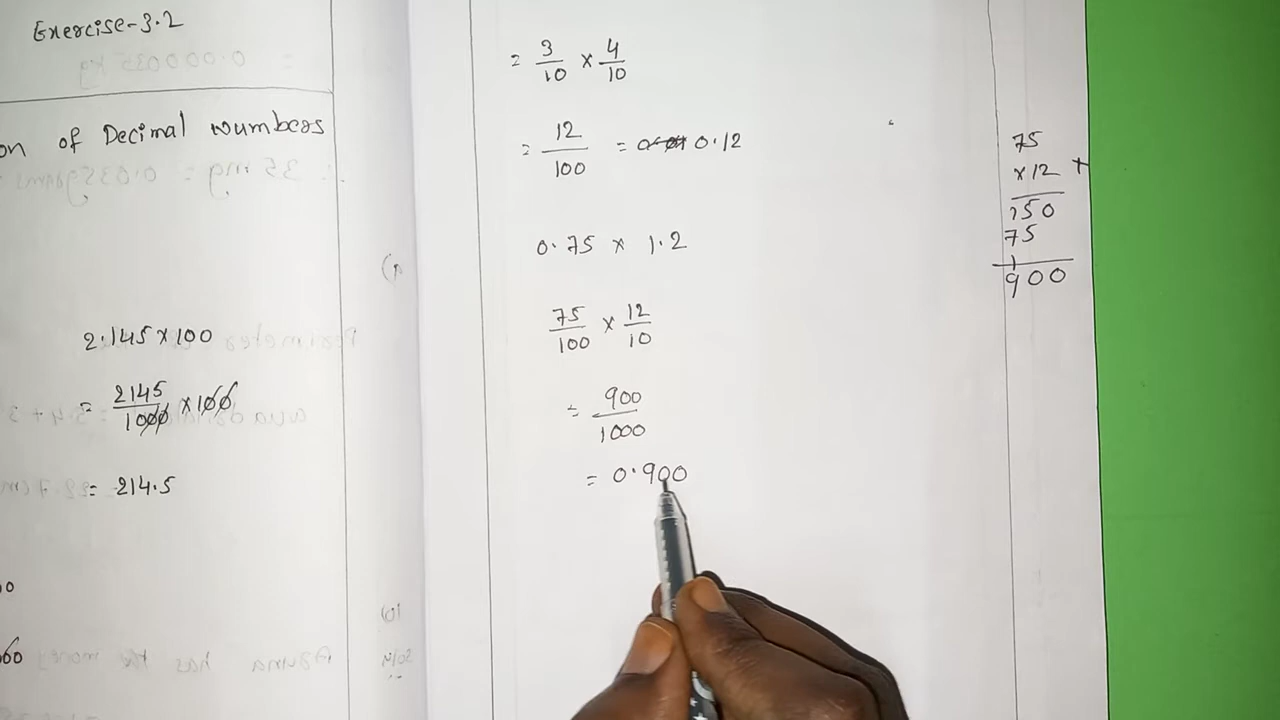 Exercise-3.2
on of Decimal Numbers
2.145 × 100
= 2145/1000 × 100
= 214.5
= 3/10 × 4/10
= 12/100 = 0.12
0.75 × 1.2
75/100 × 12/10
= 900/1000
= 0.900
75
×12 +
150
75
1
900